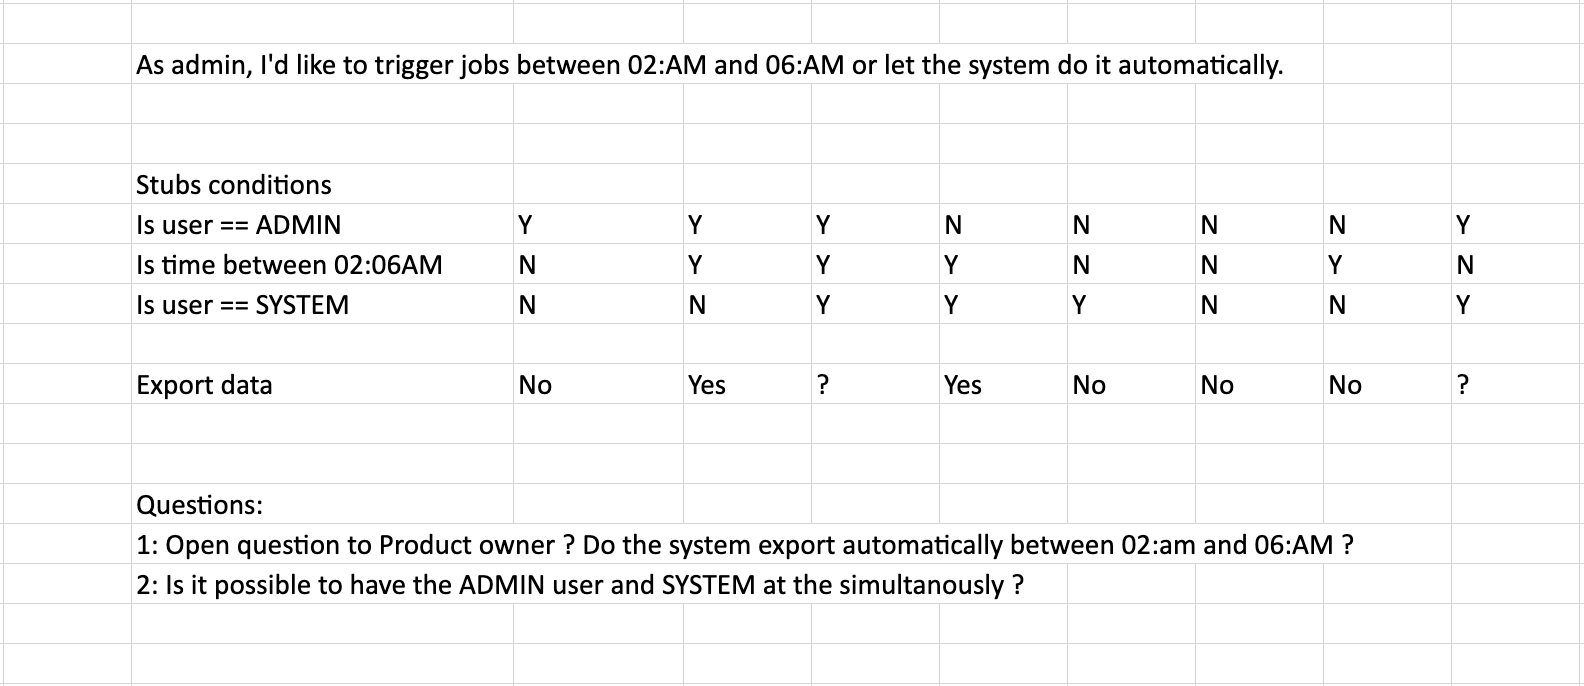 As admin, I'd like to trigger jobs between 02:AM and 06:AM or let the system do it automatically.
Stubs conditions
Is user == ADMIN Y Y Y N N N N Y
Is time between 02:06AM N Y Y Y N N Y N
Is user == SYSTEM N N Y Y Y N N Y
Export data No Yes ? Yes No No No ?
Questions:
1: Open question to Product owner ? Do the system export automatically between 02:am and 06:AM ?
2: Is it possible to have the ADMIN user and SYSTEM at the simultanously ?